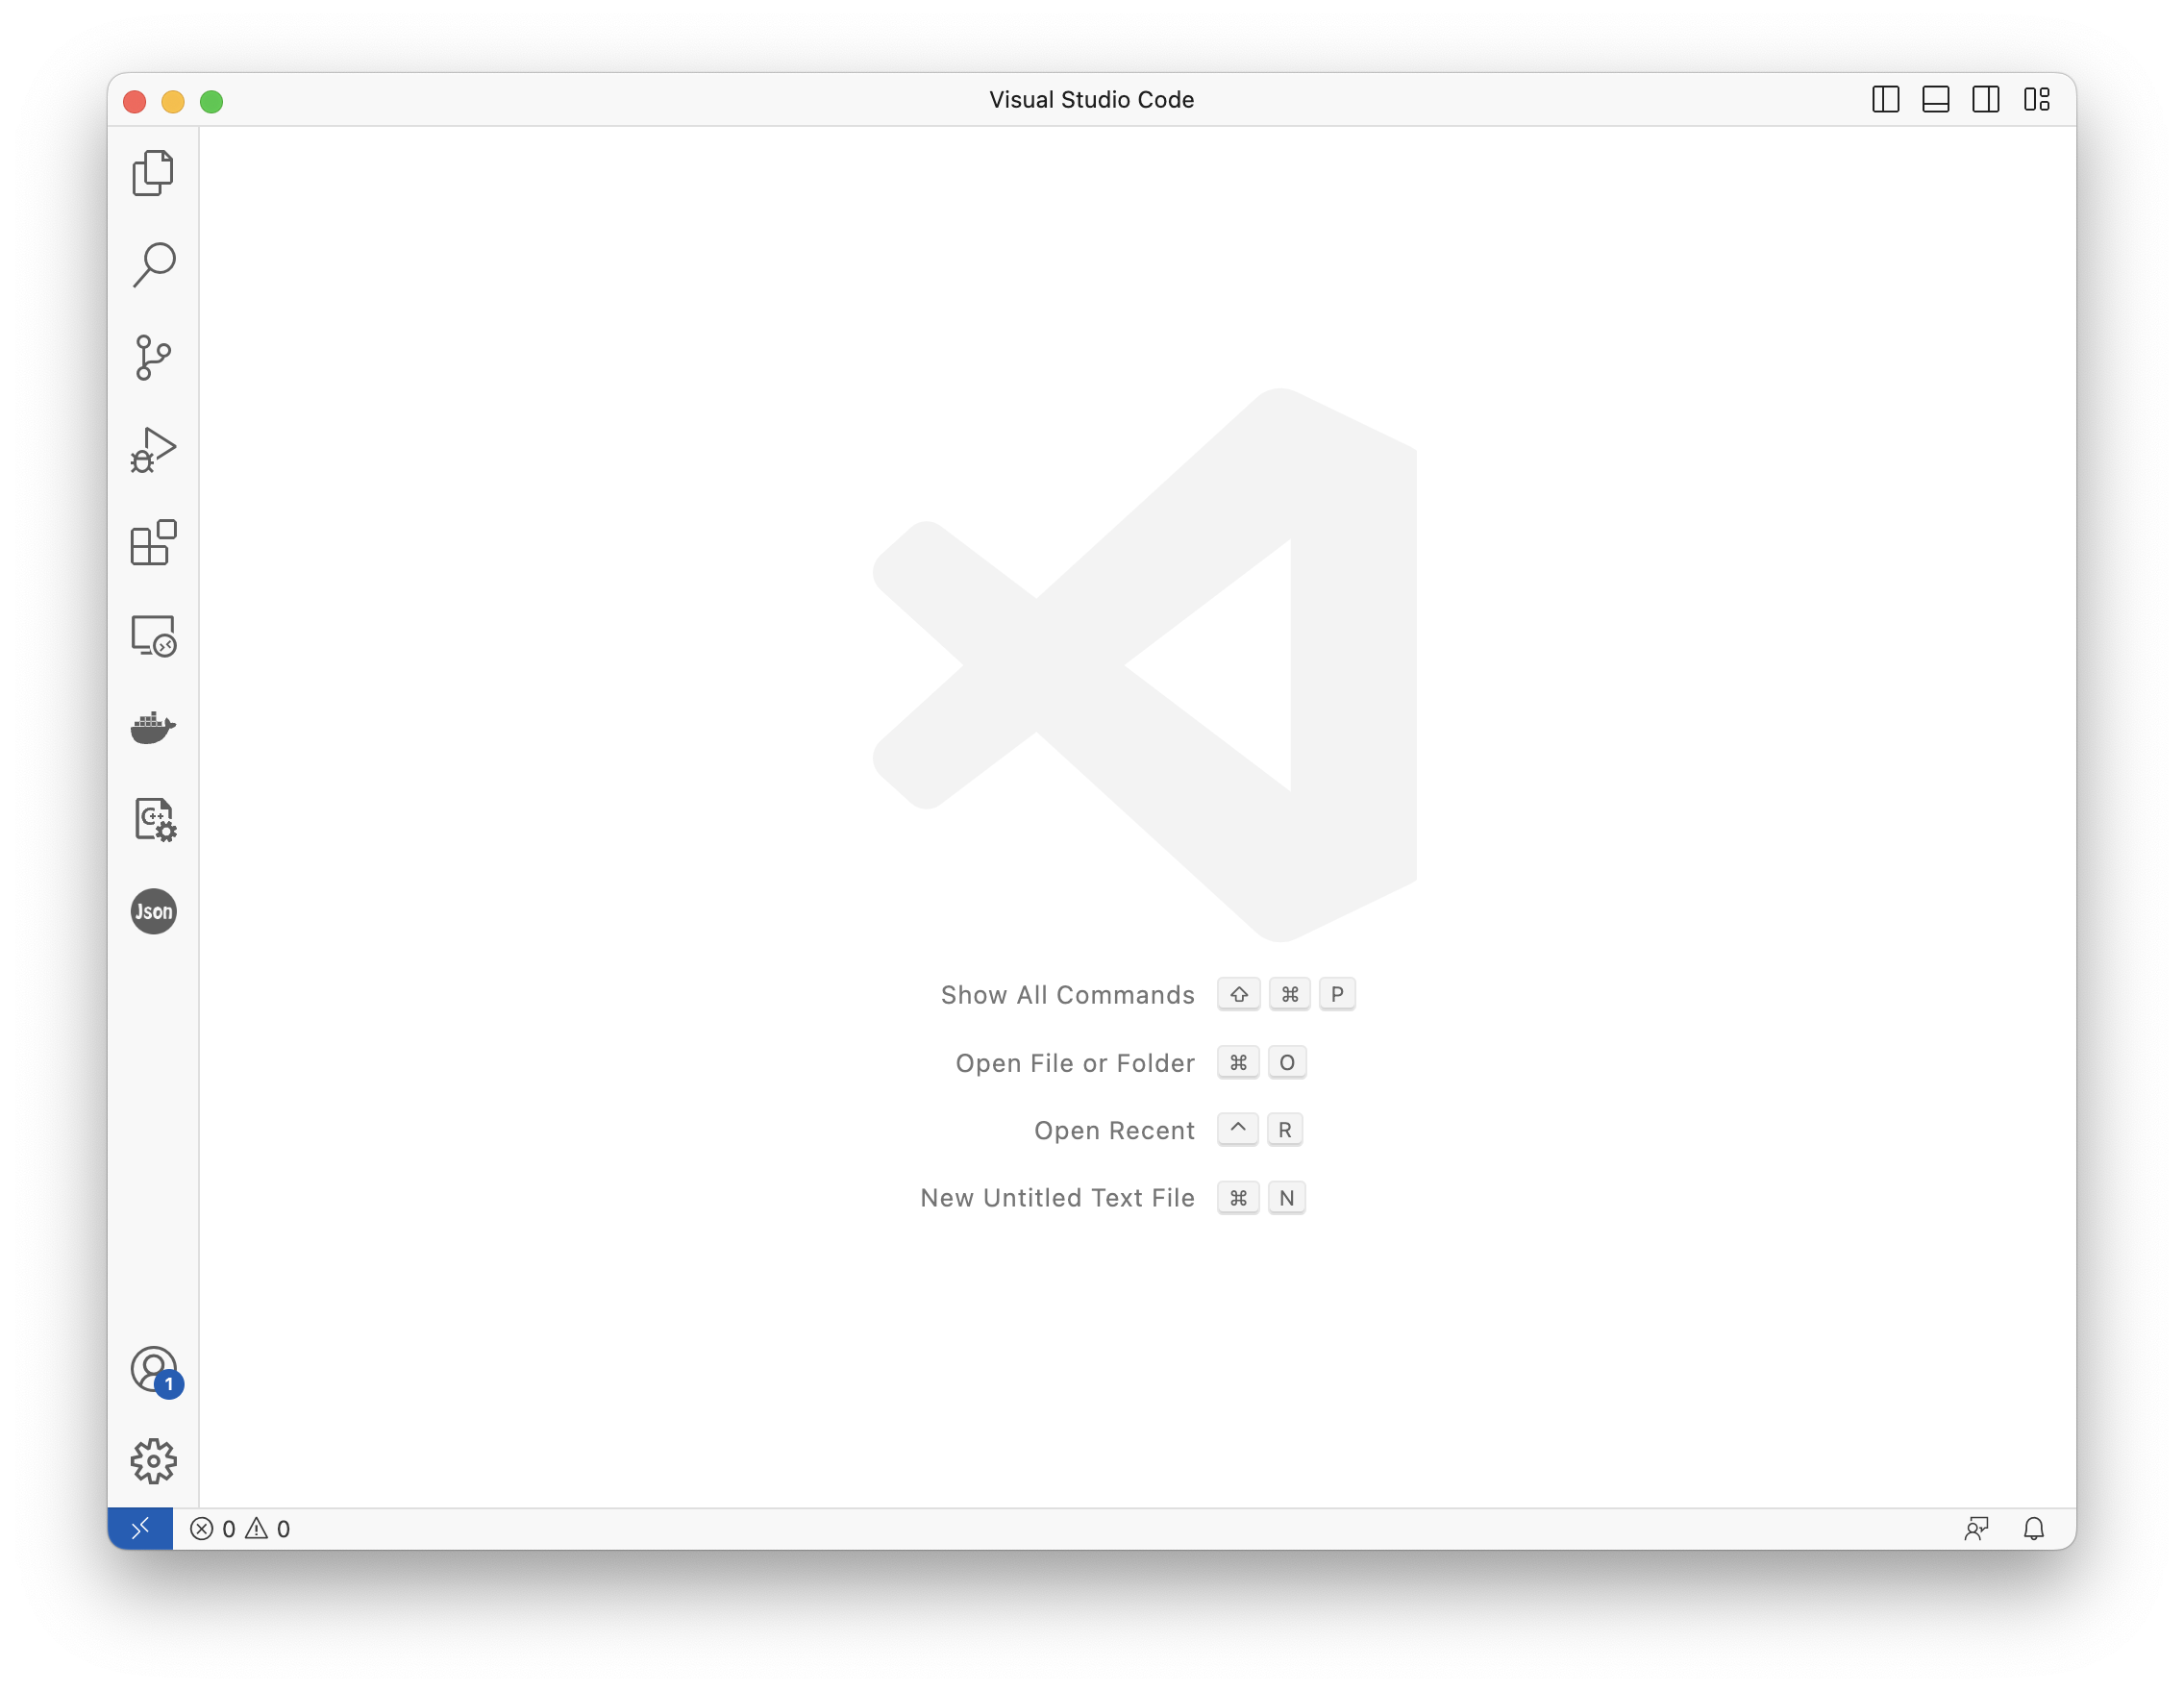 Visual Studio Code
C++
Json
Show All Commands ⇧ ⌘ P
Open File or Folder ⌘ O
Open Recent ^ R
New Untitled Text File ⌘ N
1
0 0